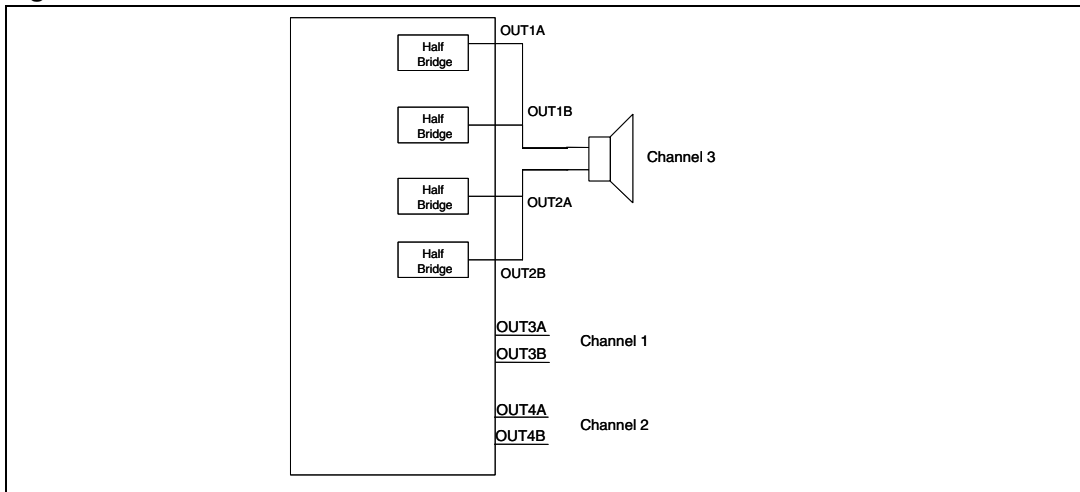 OUT1A
Half
Bridge
OUT1B
Half
Bridge
Channel 3
Half
Bridge
OUT2A
Half
Bridge
OUT2B
OUT3A
Channel 1
OUT3B
OUT4A
Channel 2
OUT4B